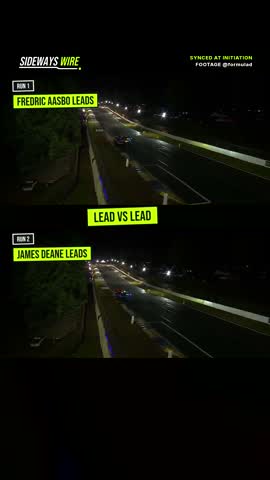 SIDEWAYS WIRE
SYNCED AT INITIATION
FOOTAGE @formulad
RUN 1
FREDRIC AASBO LEADS
LEAD VS LEAD
RUN 2
JAMES DEANE LEADS